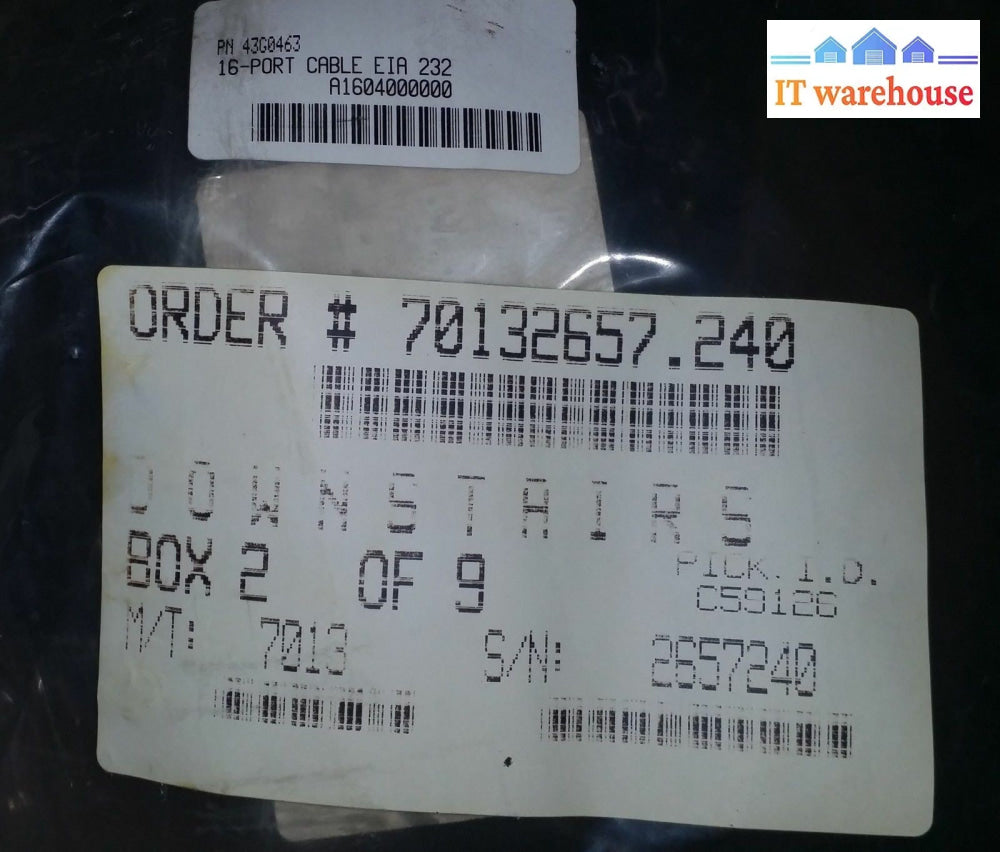 PN 43G0463
16-PORT CABLE EIA 232
A1604000000
IT warehouse
ORDER # 70132657.240
DOWNSTAIRS
BOX 2 OF 9
PICK.I.D.
C59126
M/T: 7013 S/N: 2657240